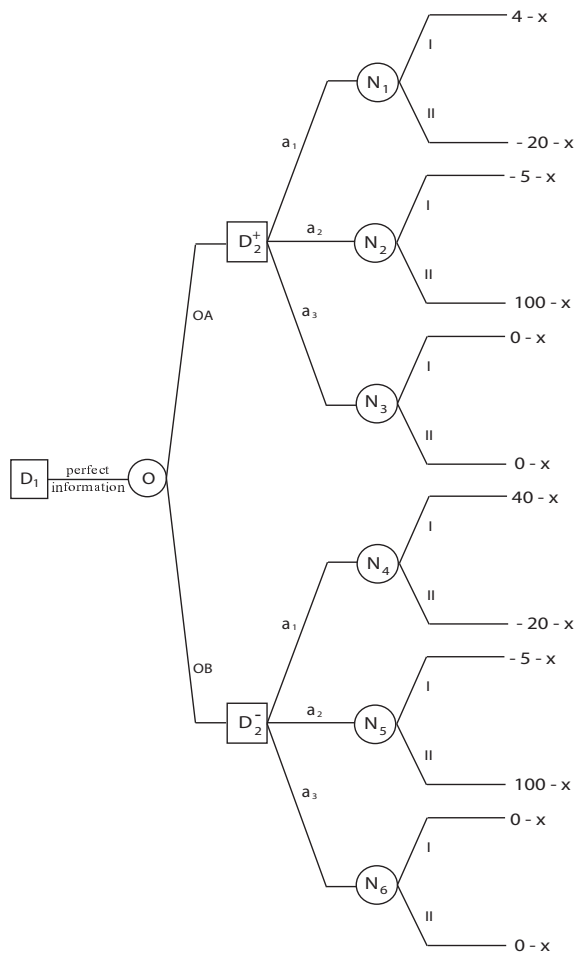 4 - x
I
N1
II
a1
- 20 - x
- 5 - x
I
D2+ a2 N2
II
a3
100 - x
OA
0 - x
I
N3
II
D1 perfect information O
0 - x
40 - x
I
N4
II
a1
- 20 - x
OB
- 5 - x
I
D2- a2 N5
II
a3
100 - x
0 - x
I
N6
II
0 - x